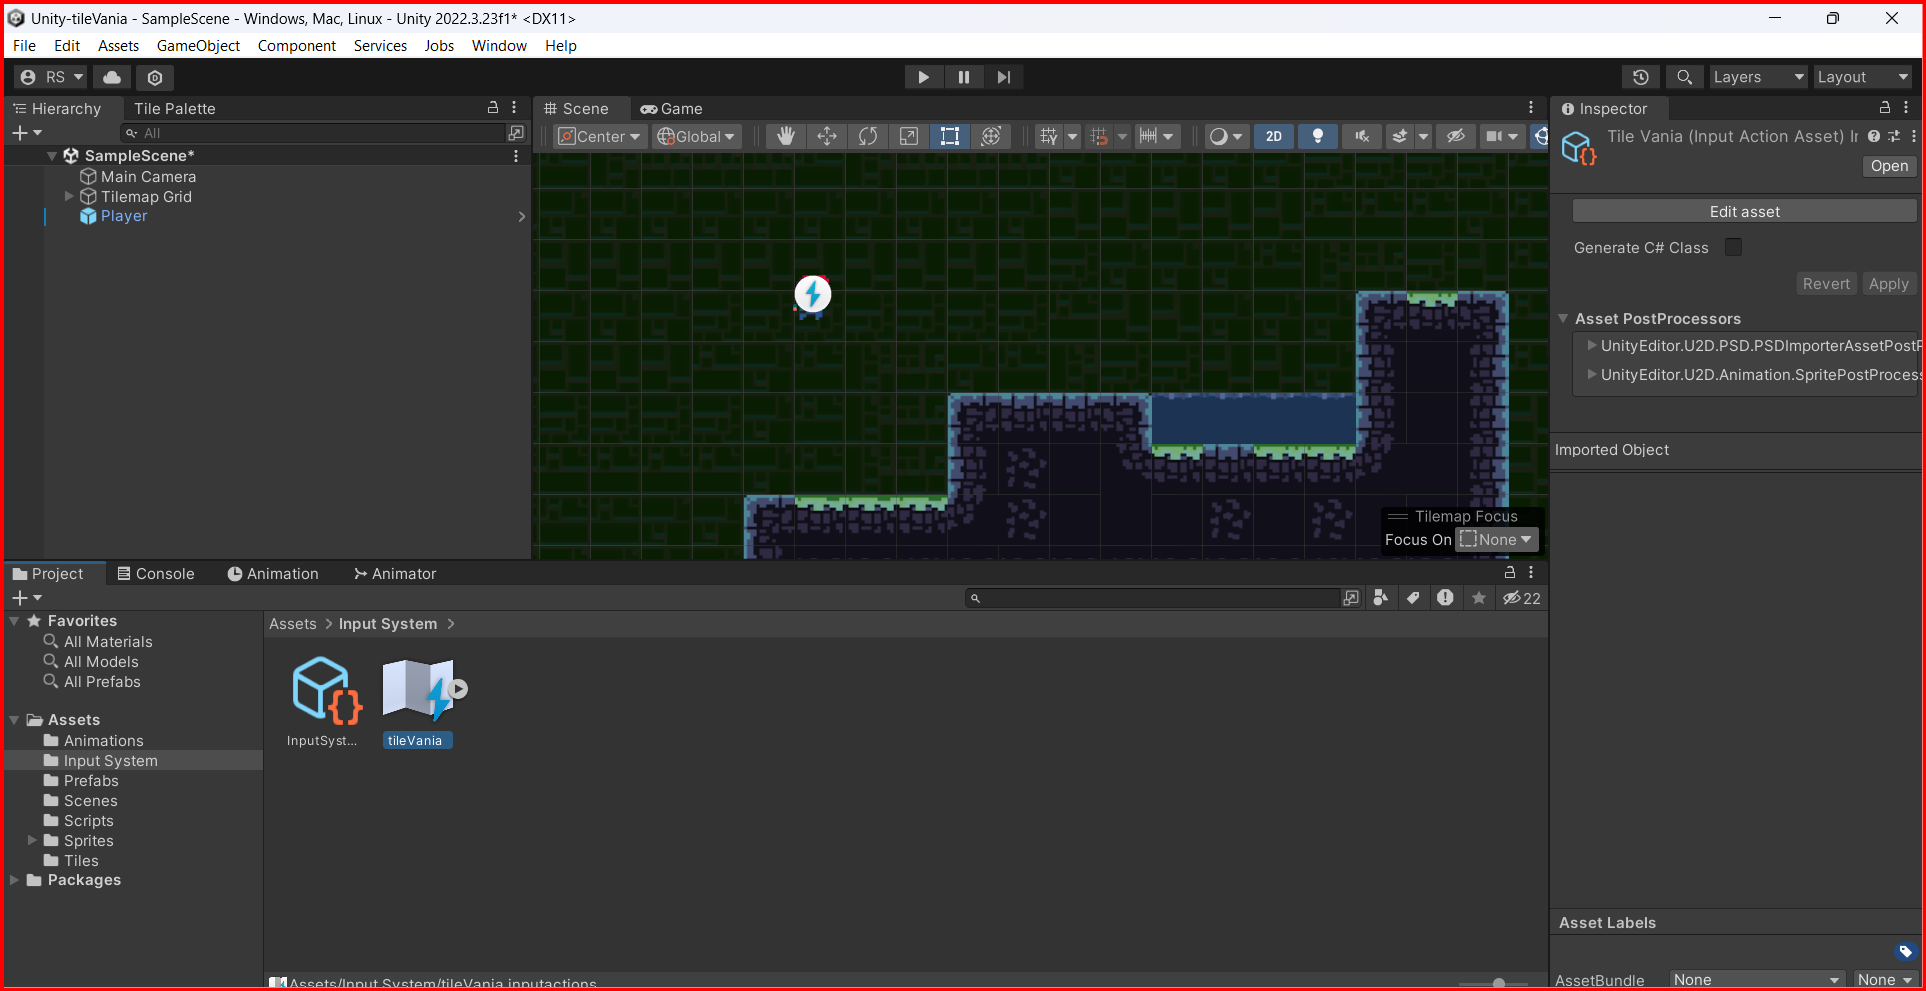 Unity-tileVania - SampleScene - Windows, Mac, Linux - Unity 2022.3.23f1* <DX11>
File Edit Assets GameObject Component Services Jobs Window Help
RS
Layers Layout
Hierarchy Tile Palette
All
SampleScene*
Main Camera
Tilemap Grid
Player
Scene Game
Center Global 2D
Tilemap Focus
Focus On None
Inspector
Tile Vania (Input Action Asset) Ir
Open
Edit asset
Generate C# Class
Revert Apply
Asset PostProcessors
UnityEditor.U2D.PSD.PSDImporterAssetPostP
UnityEditor.U2D.Animation.SpritePostProcess
Imported Object
Project Console Animation Animator
22
Favorites
All Materials
All Models
All Prefabs
Assets
Animations
Input System
Prefabs
Scenes
Scripts
Sprites
Tiles
Packages
Assets > Input System >
InputSyst...
tileVania
Assets/Input System/tileVania.inputactions
Asset Labels
AssetBundle None None